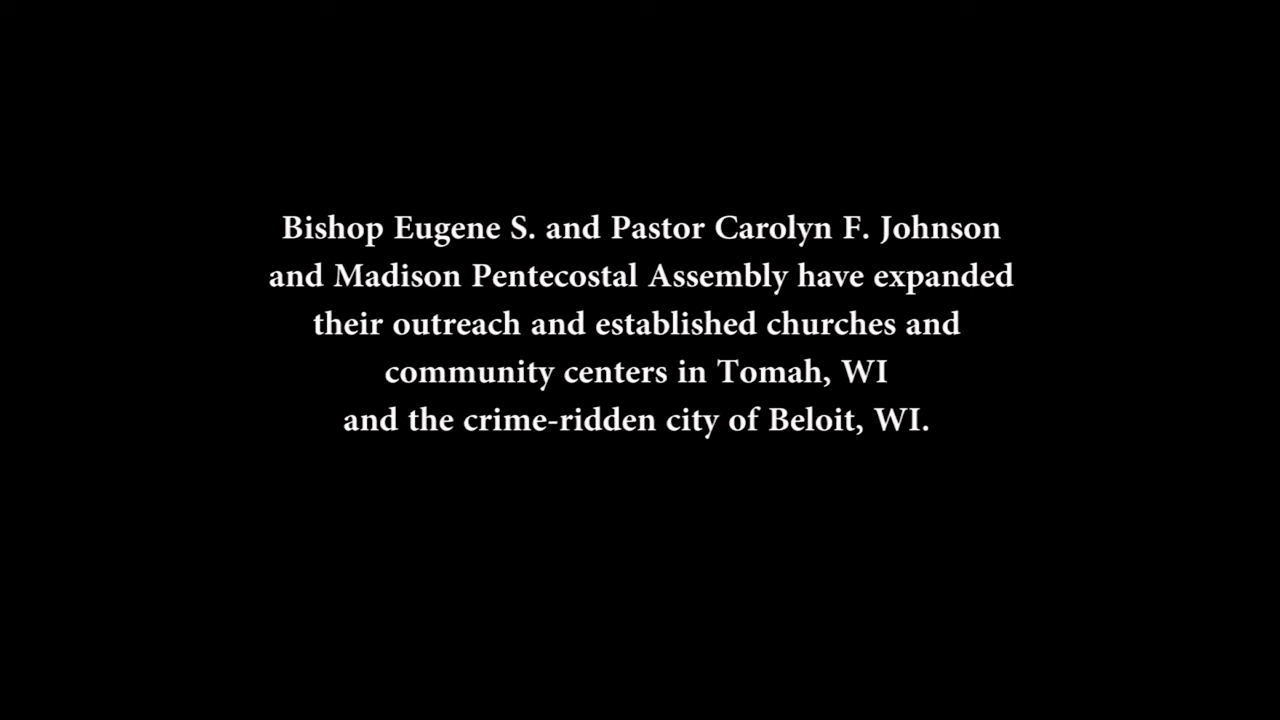 Bishop Eugene S. and Pastor Carolyn F. Johnson
and Madison Pentecostal Assembly have expanded
their outreach and established churches and
community centers in Tomah, WI
and the crime-ridden city of Beloit, WI.